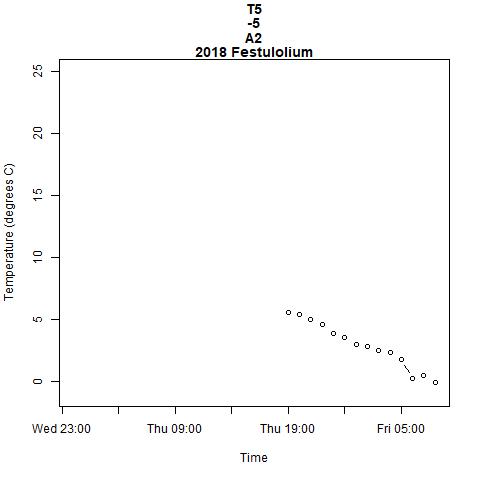 T5
-5
A2
2018 Festulolium
25
20
15
10
5
0
Temperature (degrees C)
Wed 23:00 Thu 09:00 Thu 19:00 Fri 05:00
Time